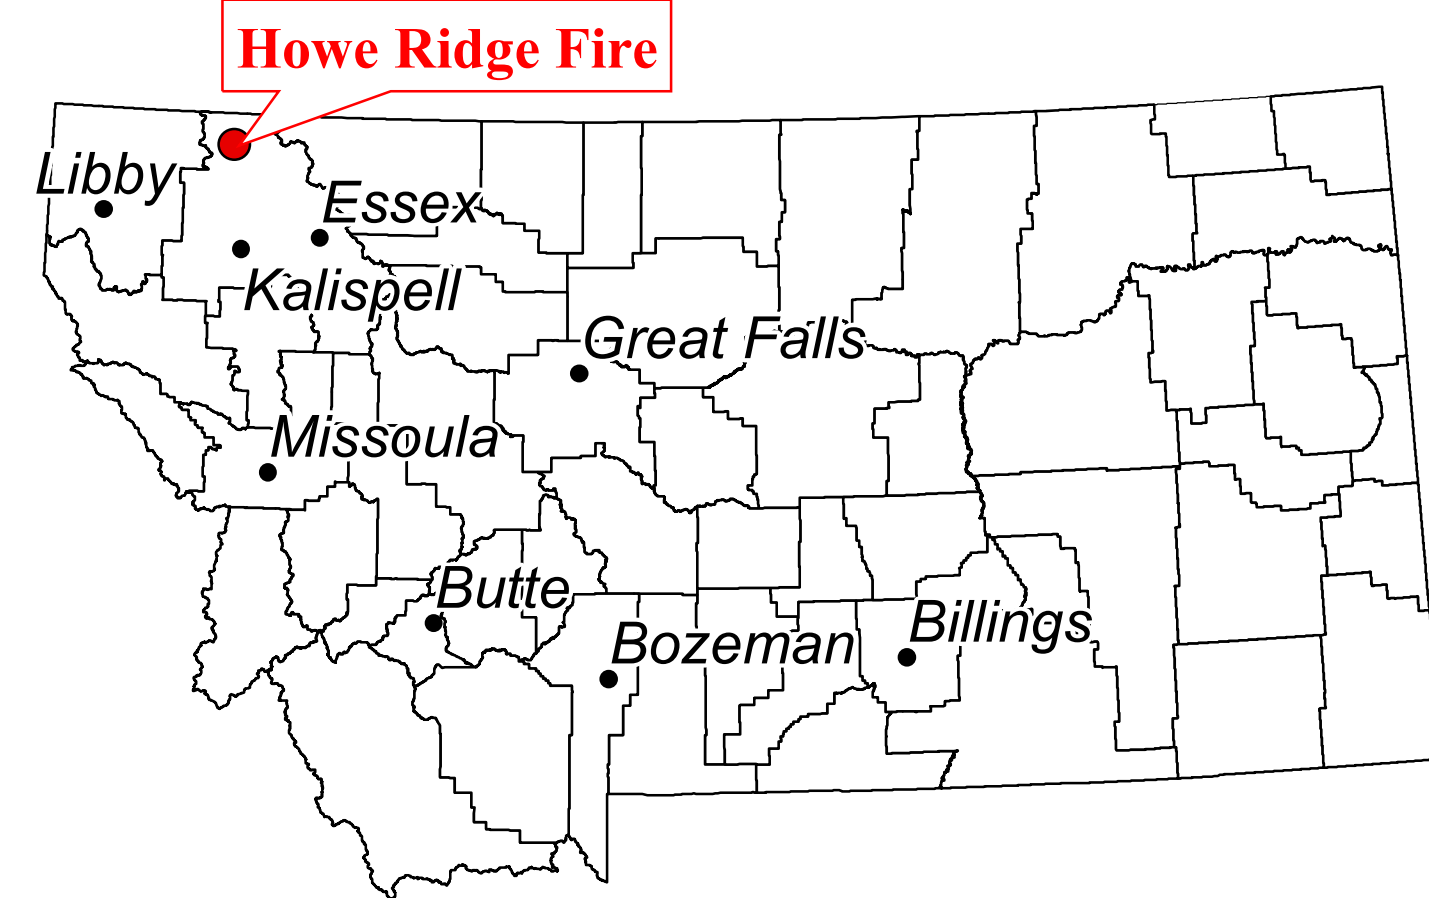 Howe Ridge Fire
Libby
Essex
Kalispell
Great Falls
Missoula
Butte
Bozeman
Billings